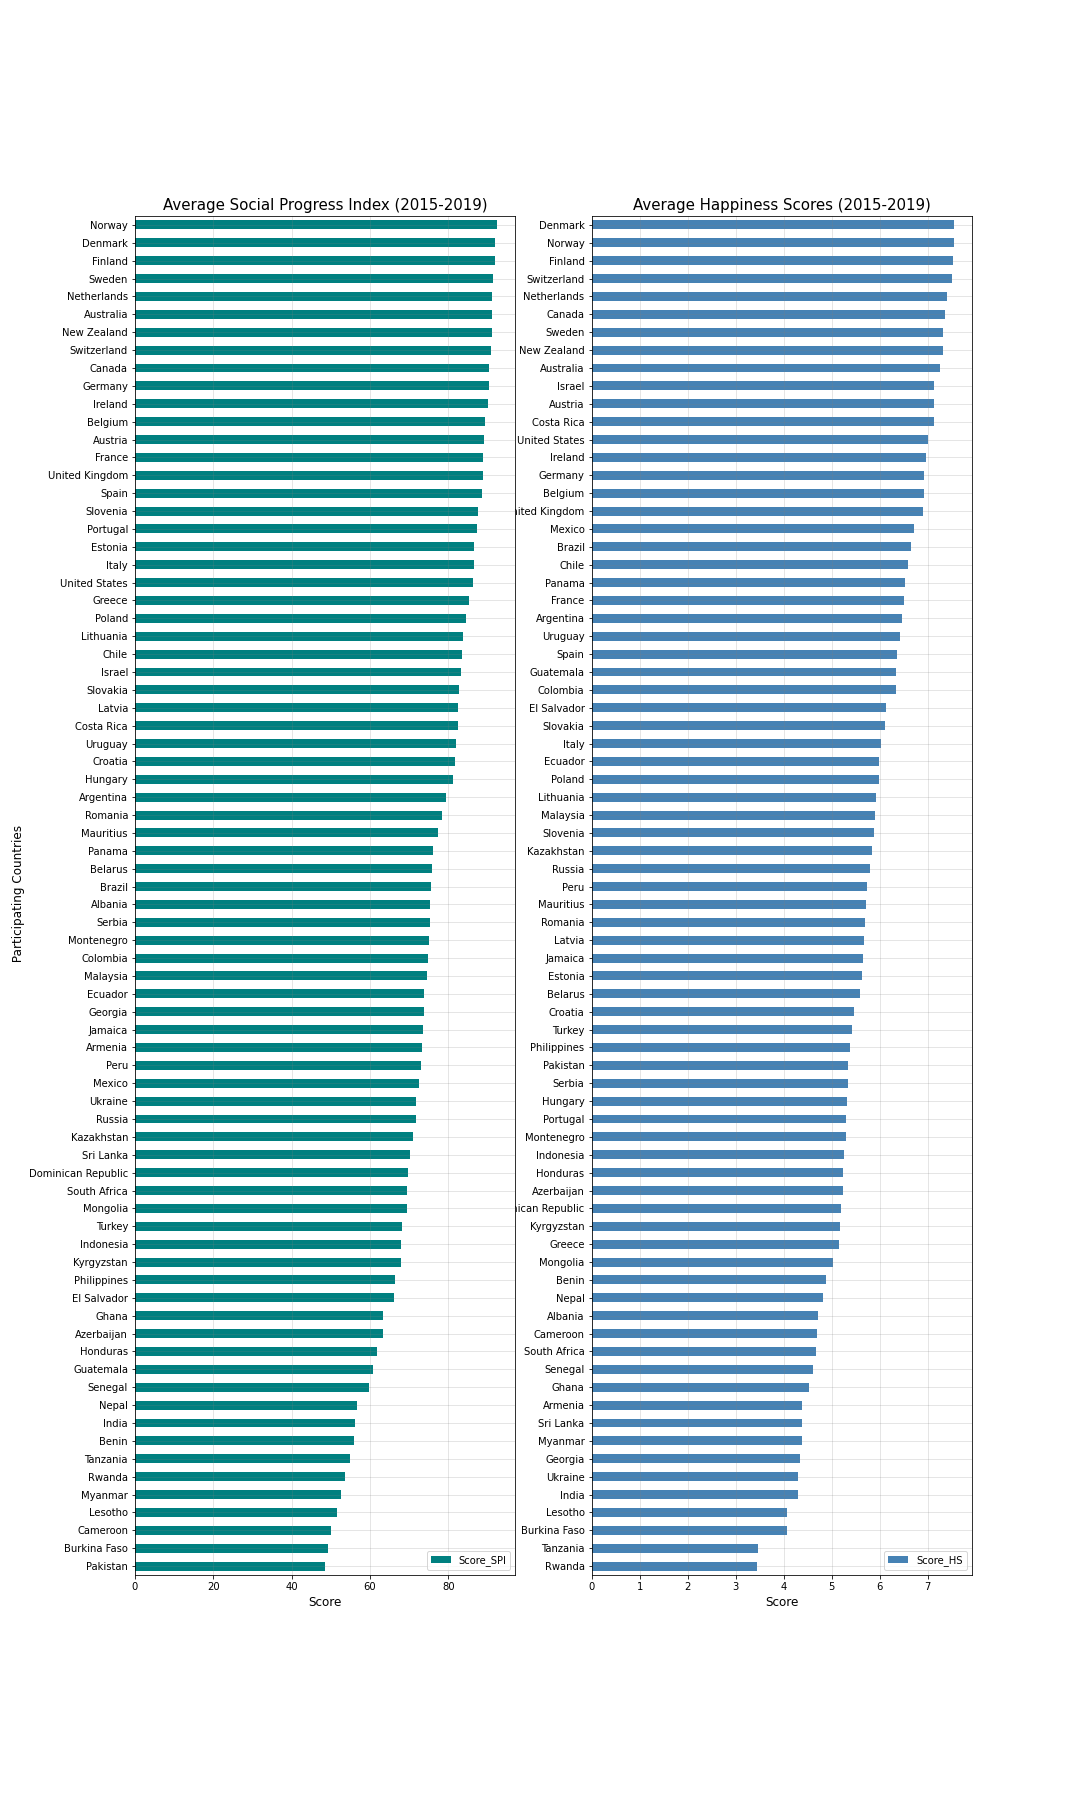 Average Social Progress Index (2015-2019)
Participating Countries
Norway
Denmark
Finland
Sweden
Netherlands
Australia
New Zealand
Switzerland
Canada
Germany
Ireland
Belgium
Austria
France
United Kingdom
Spain
Slovenia
Portugal
Estonia
Italy
United States
Greece
Poland
Lithuania
Chile
Israel
Slovakia
Latvia
Costa Rica
Uruguay
Croatia
Hungary
Argentina
Romania
Mauritius
Panama
Belarus
Brazil
Albania
Serbia
Montenegro
Colombia
Malaysia
Ecuador
Georgia
Jamaica
Armenia
Peru
Mexico
Ukraine
Russia
Kazakhstan
Sri Lanka
Dominican Republic
South Africa
Mongolia
Turkey
Indonesia
Kyrgyzstan
Philippines
El Salvador
Ghana
Azerbaijan
Honduras
Guatemala
Senegal
Nepal
India
Benin
Tanzania
Rwanda
Myanmar
Lesotho
Cameroon
Burkina Faso
Pakistan
Score_SPI
0 20 40 60 80
Score
Average Happiness Scores (2015-2019)
Denmark
Norway
Finland
Switzerland
Netherlands
Canada
Sweden
New Zealand
Australia
Israel
Austria
Costa Rica
United States
Ireland
Germany
Belgium
ited Kingdom
Mexico
Brazil
Chile
Panama
France
Argentina
Uruguay
Spain
Guatemala
Colombia
El Salvador
Slovakia
Italy
Ecuador
Poland
Lithuania
Malaysia
Slovenia
Kazakhstan
Russia
Peru
Mauritius
Romania
Latvia
Jamaica
Estonia
Belarus
Croatia
Turkey
Philippines
Pakistan
Serbia
Hungary
Portugal
Montenegro
Indonesia
Honduras
Azerbaijan
ican Republic
Kyrgyzstan
Greece
Mongolia
Benin
Nepal
Albania
Cameroon
South Africa
Senegal
Ghana
Armenia
Sri Lanka
Myanmar
Georgia
Ukraine
India
Lesotho
Burkina Faso
Tanzania
Rwanda
Score_HS
0 1 2 3 4 5 6 7
Score